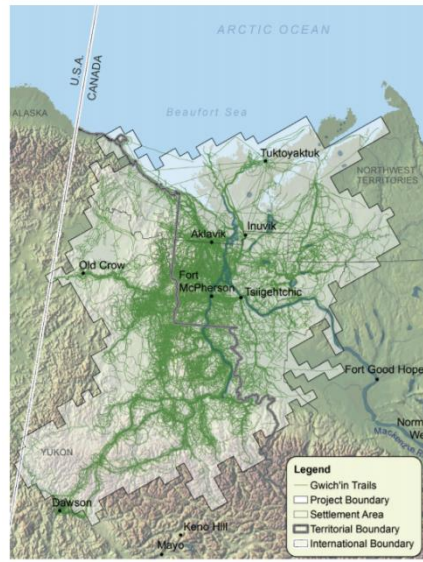 ARCTIC OCEAN
U.S.A.
CANADA
ALASKA
Beaufort Sea
Tuktoyaktuk
NORTHWEST
TERRITORIES
Aklavik
Inuvik
Old Crow
Fort
McPherson
Tsiigehtchic
Fort Good Hope
Norm
We
YUKON
Dawson
Keno Hill
Mayo
Legend
Gwich'in Trails
Project Boundary
Settlement Area
Territorial Boundary
International Boundary